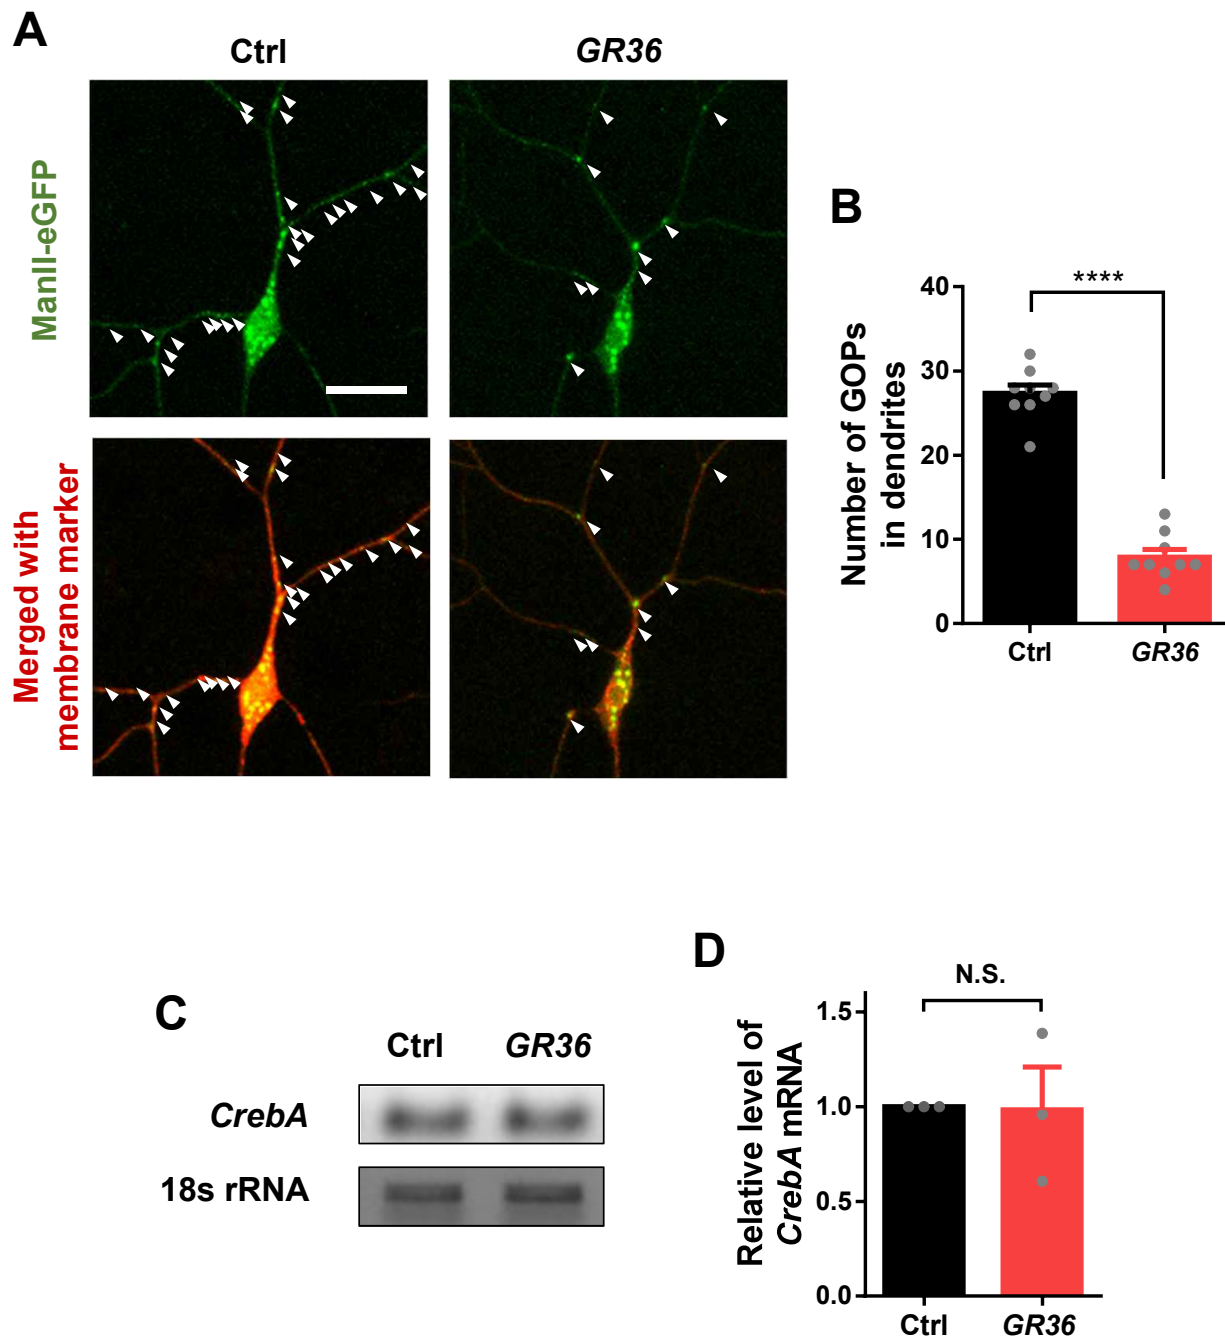 A
Ctrl
GR36
ManII-eGFP
Merged with
membrane marker
B
Number of GOPs
in dendrites
40
30
20
10
0
****
Ctrl
GR36
C
Ctrl
GR36
CrebA
18s rRNA
D
Relative level of
CrebA mRNA
1.5
1.0
0.5
0.0
N.S.
Ctrl
GR36